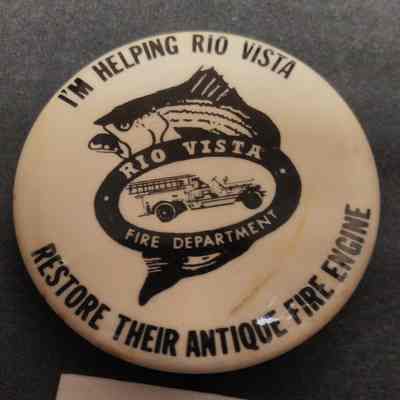 I'M HELPING RIO VISTA
RIO VISTA
FIRE DEPARTMENT
RESTORE THEIR ANTIQUE FIRE ENGINE